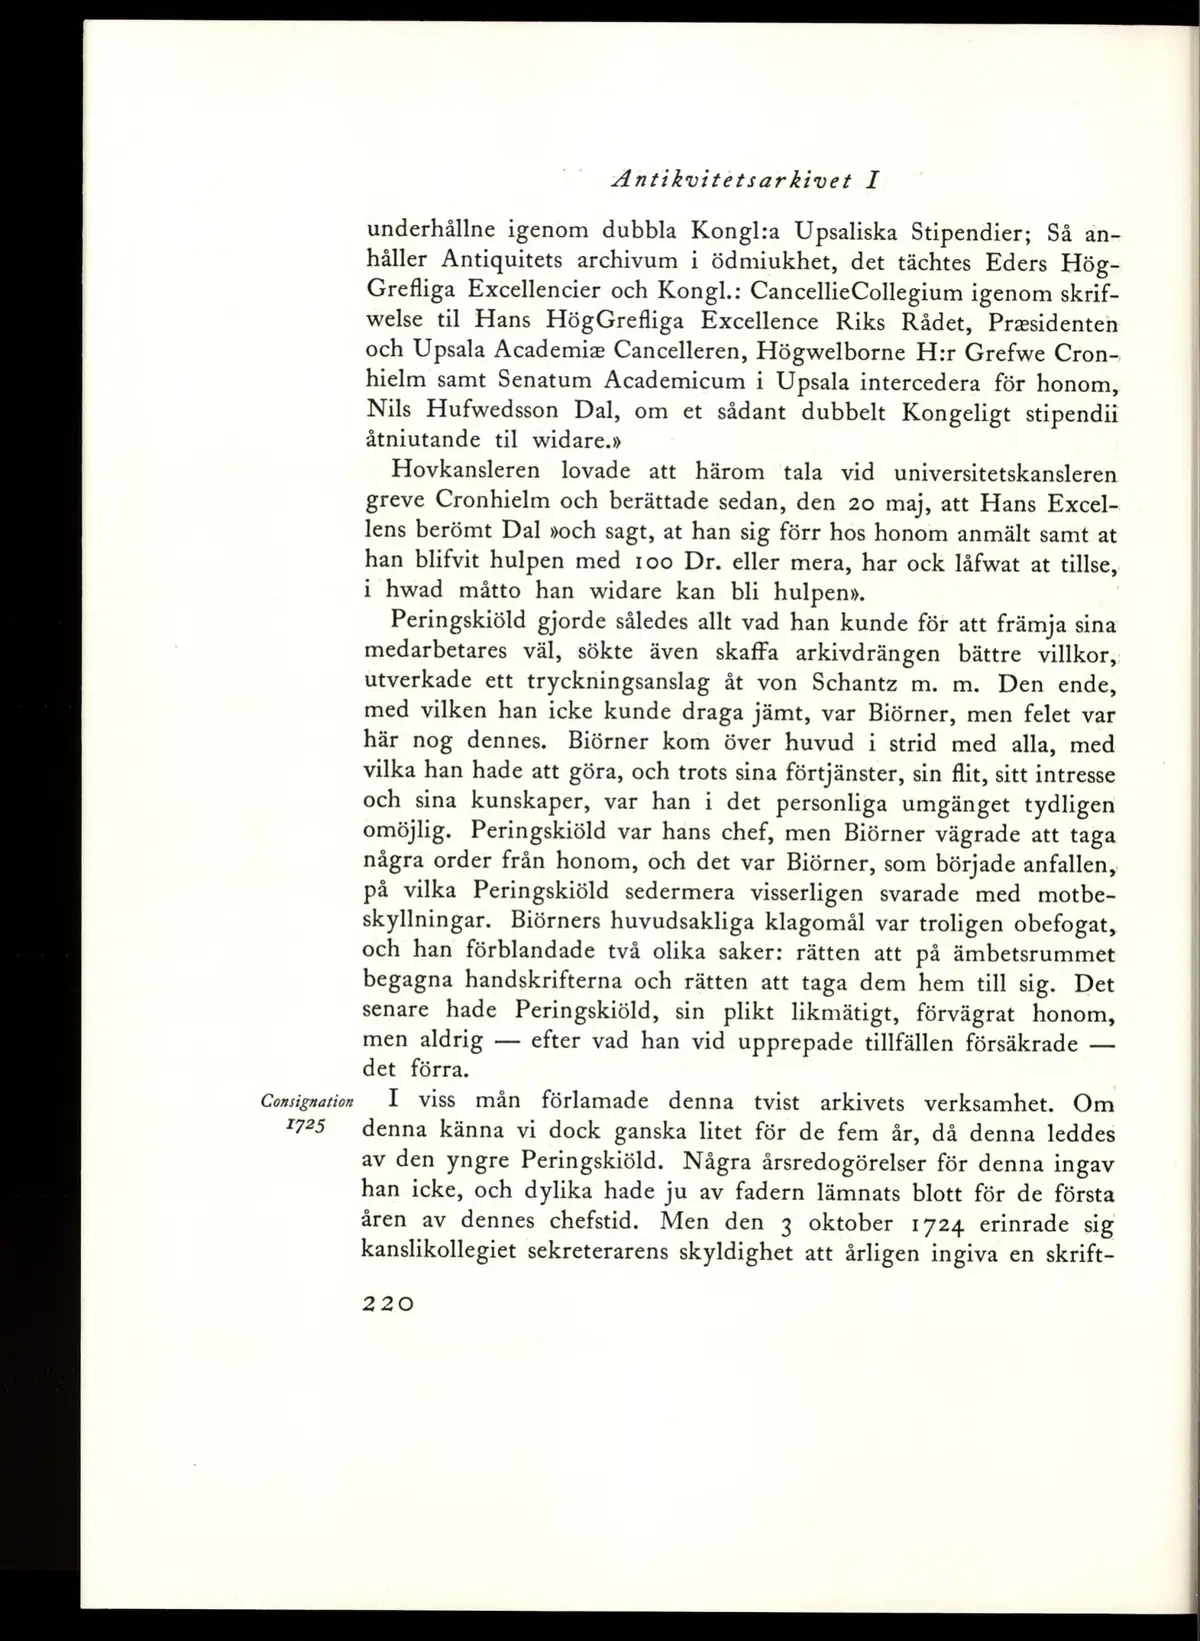 Antikvitetsarkivet I
underhållne igenom dubbla Kongl:a Upsaliska Stipendier; Så an-
håller Antiquitets archivum i ödmiukhet, det tächtes Eders Hög-
Grefliga Excellencier och Kongl.: CancellieCollegium igenom skrif-
welse til Hans HögGrefliga Excellence Riks Rådet, Præsidenten
och Upsala Academiæ Cancelleren, Högwelborne H:r Grefwe Cron-
hielm samt Senatum Academicum i Upsala intercedera för honom,
Nils Hufwedsson Dal, om et sådant dubbelt Kongeligt stipendii
åtniutande til widare.»
Hovkansleren lovade att härom tala vid universitetskansleren
greve Cronhielm och berättade sedan, den 20 maj, att Hans Excel-
lens berömt Dal »och sagt, at han sig förr hos honom anmält samt at
han blifvit hulpen med 100 Dr. eller mera, har ock låfwat at tillse,
i hwad måtto han widare kan bli hulpen».
Peringskiöld gjorde således allt vad han kunde för att främja sina
medarbetares väl, sökte även skaffa arkivdrängen bättre villkor,
utverkade ett tryckningsanslag åt von Schantz m. m. Den ende,
med vilken han icke kunde draga jämt, var Biörner, men felet var
här nog dennes. Biörner kom över huvud i strid med alla, med
vilka han hade att göra, och trots sina förtjänster, sin flit, sitt intresse
och sina kunskaper, var han i det personliga umgänget tydligen
omöjlig. Peringskiöld var hans chef, men Biörner vägrade att taga
några order från honom, och det var Biörner, som började anfallen,
på vilka Peringskiöld sedermera visserligen svarade med motbe-
skyllningar. Biörners huvudsakliga klagomål var troligen obefogat,
och han förblandade två olika saker: rätten att på ämbetsrummet
begagna handskrifterna och rätten att taga dem hem till sig. Det
senare hade Peringskiöld, sin plikt likmätigt, förvägrat honom,
men aldrig — efter vad han vid upprepade tillfällen försäkrade —
det förra.
Consignation
1725
I viss mån förlamade denna tvist arkivets verksamhet. Om
denna känna vi dock ganska litet för de fem år, då denna leddes
av den yngre Peringskiöld. Några årsredogörelser för denna ingav
han icke, och dylika hade ju av fadern lämnats blott för de första
åren av dennes chefstid. Men den 3 oktober 1724 erinrade sig
kanslikollegiet sekreterarens skyldighet att årligen ingiva en skrift-
220